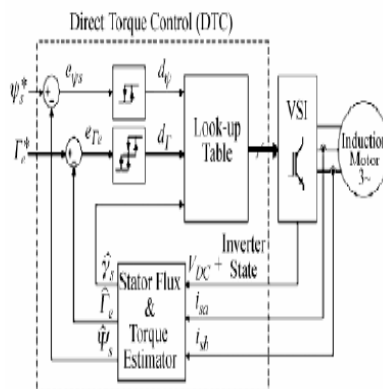 Direct Torque Control (DTC)
ψs* eψs dψ
Γe* eΓe dΓ
Look-up
Table
VSI
Induction
Motor
3~
γ̂s
Γ̂e
Ψ̂s
Stator Flux
&
Torque
Estimator
VDC + Inverter
State
isa
isb